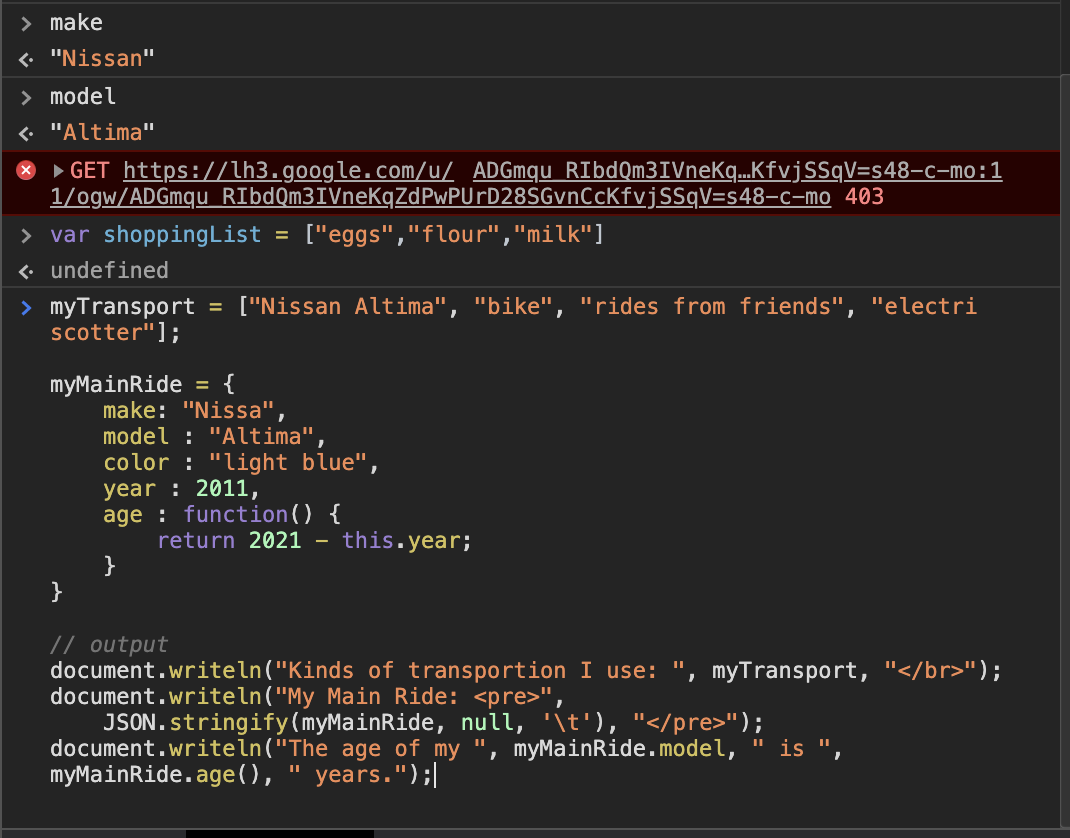 > make
<· "Nissan"
> model
<· "Altima"
GET https://lh3.google.com/u/ ADGmqu_RIbdQm3IVneKq…KfvjSSqV=s48-c-mo:1
1/ogw/ADGmqu_RIbdQm3IVneKqZdPwPUrD28SGvnCcKfvjSSqV=s48-c-mo 403
> var shoppingList = ["eggs","flour","milk"]
<· undefined
> myTransport = ["Nissan Altima", "bike", "rides from friends", "electri
scotter"];
myMainRide = {
    make: "Nissa",
    model : "Altima",
    color : "light blue",
    year : 2011,
    age : function() {
        return 2021 - this.year;
    }
}
// output
document.writeln("Kinds of transportion I use: ", myTransport, "</br>");
document.writeln("My Main Ride: <pre>",
    JSON.stringify(myMainRide, null, '\t'), "</pre>");
document.writeln("The age of my ", myMainRide.model, " is ",
myMainRide.age(), " years.");